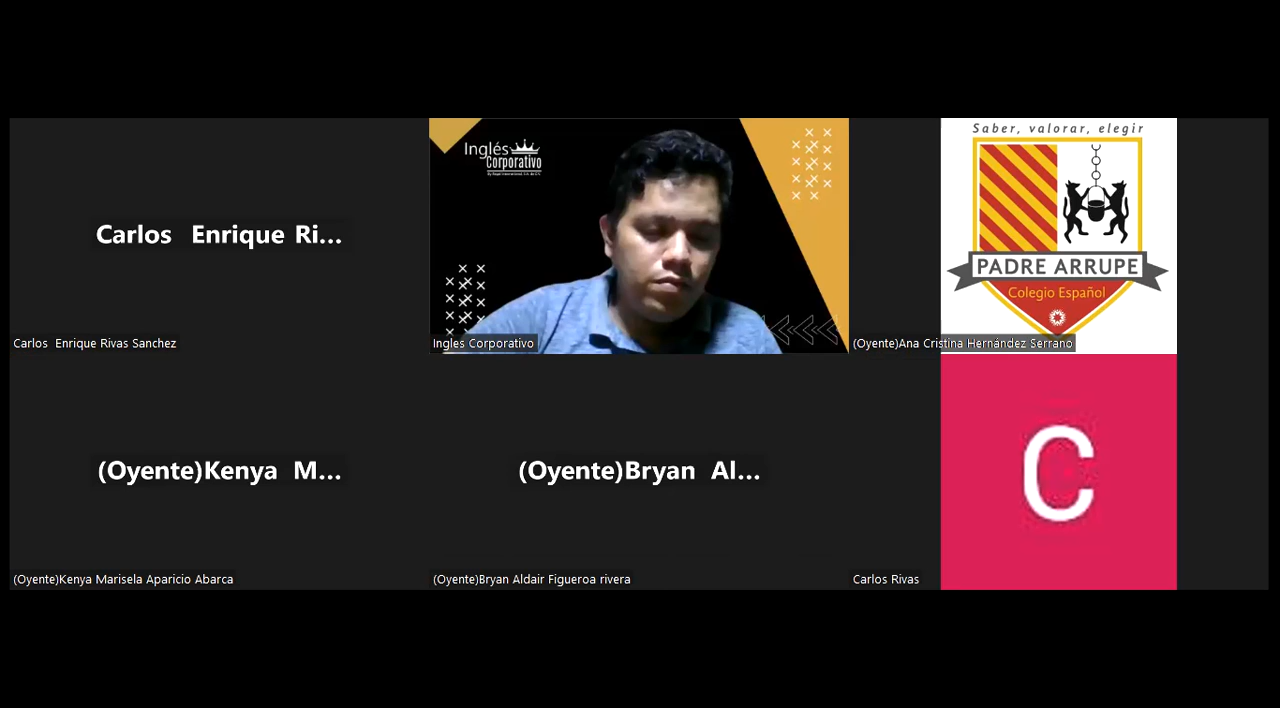 Carlos  Enrique Ri...
Carlos  Enrique Rivas Sanchez
Inglés
Corporativo
Ingles Corporativo
Saber, valorar, elegir
PADRE ARRUPE
Colegio Español
(Oyente)Ana Cristina Hernández Serrano
(Oyente)Kenya  M...
(Oyente)Kenya Marisela Aparicio Abarca
(Oyente)Bryan  Al...
(Oyente)Bryan Aldair Figueroa rivera
C
Carlos Rivas